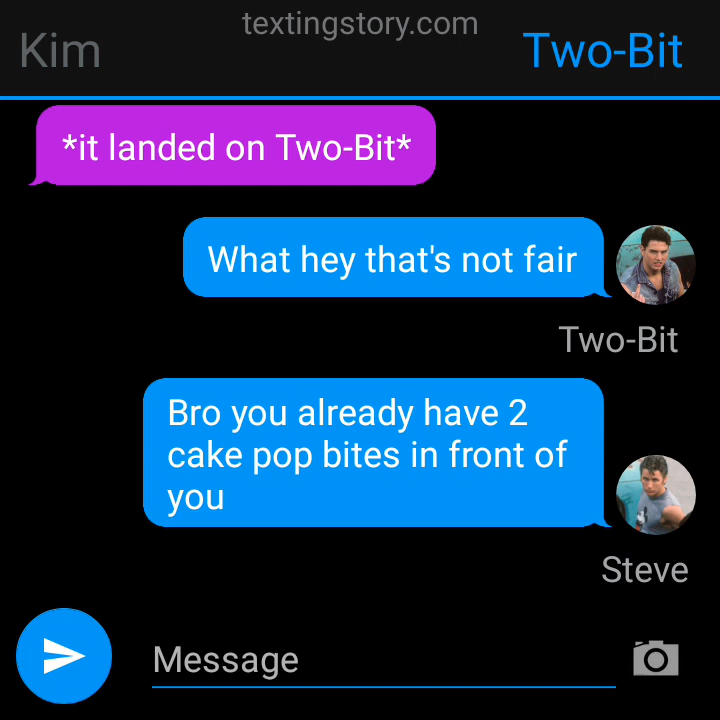 textingstory.com
Kim
Two-Bit
*it landed on Two-Bit*
What hey that's not fair
Two-Bit
Bro you already have 2
cake pop bites in front of
you
Steve
Message